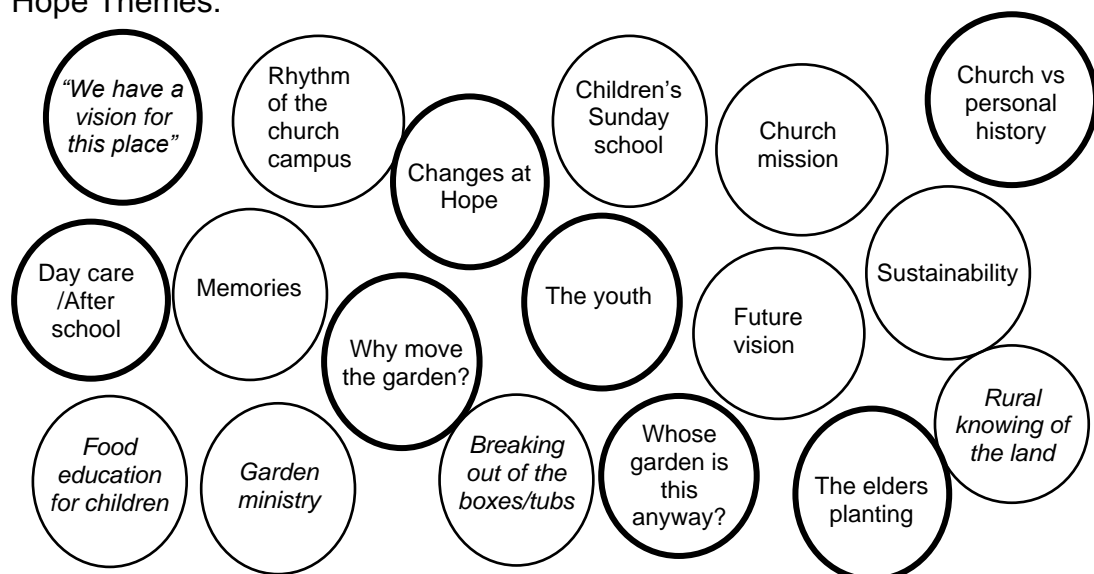 Hope Themes:
“We have a
vision for
this place”
Rhythm
of the
church
campus
Changes at
Hope
Children’s
Sunday
school
Church
mission
Church vs
personal
history
Day care
/After
school
Memories
Why move
the garden?
The youth
Future
vision
Sustainability
Food
education
for children
Garden
ministry
Breaking
out of the
boxes/tubs
Whose
garden is
this
anyway?
The elders
planting
Rural
knowing of
the land